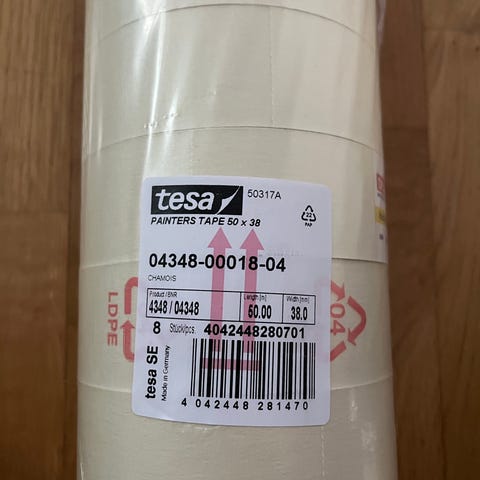 tesa 50317A
PAINTERS TAPE 50 x 38
22
PAP
04348-00018-04
CHAMOIS
Product / BNR Length [m] Width [mm]
4348 / 04348 50.00 38.0
8 Stück/pcs. 4042448280701
tesa SE
Made in Germany
4 042448 281470
LDPE
04